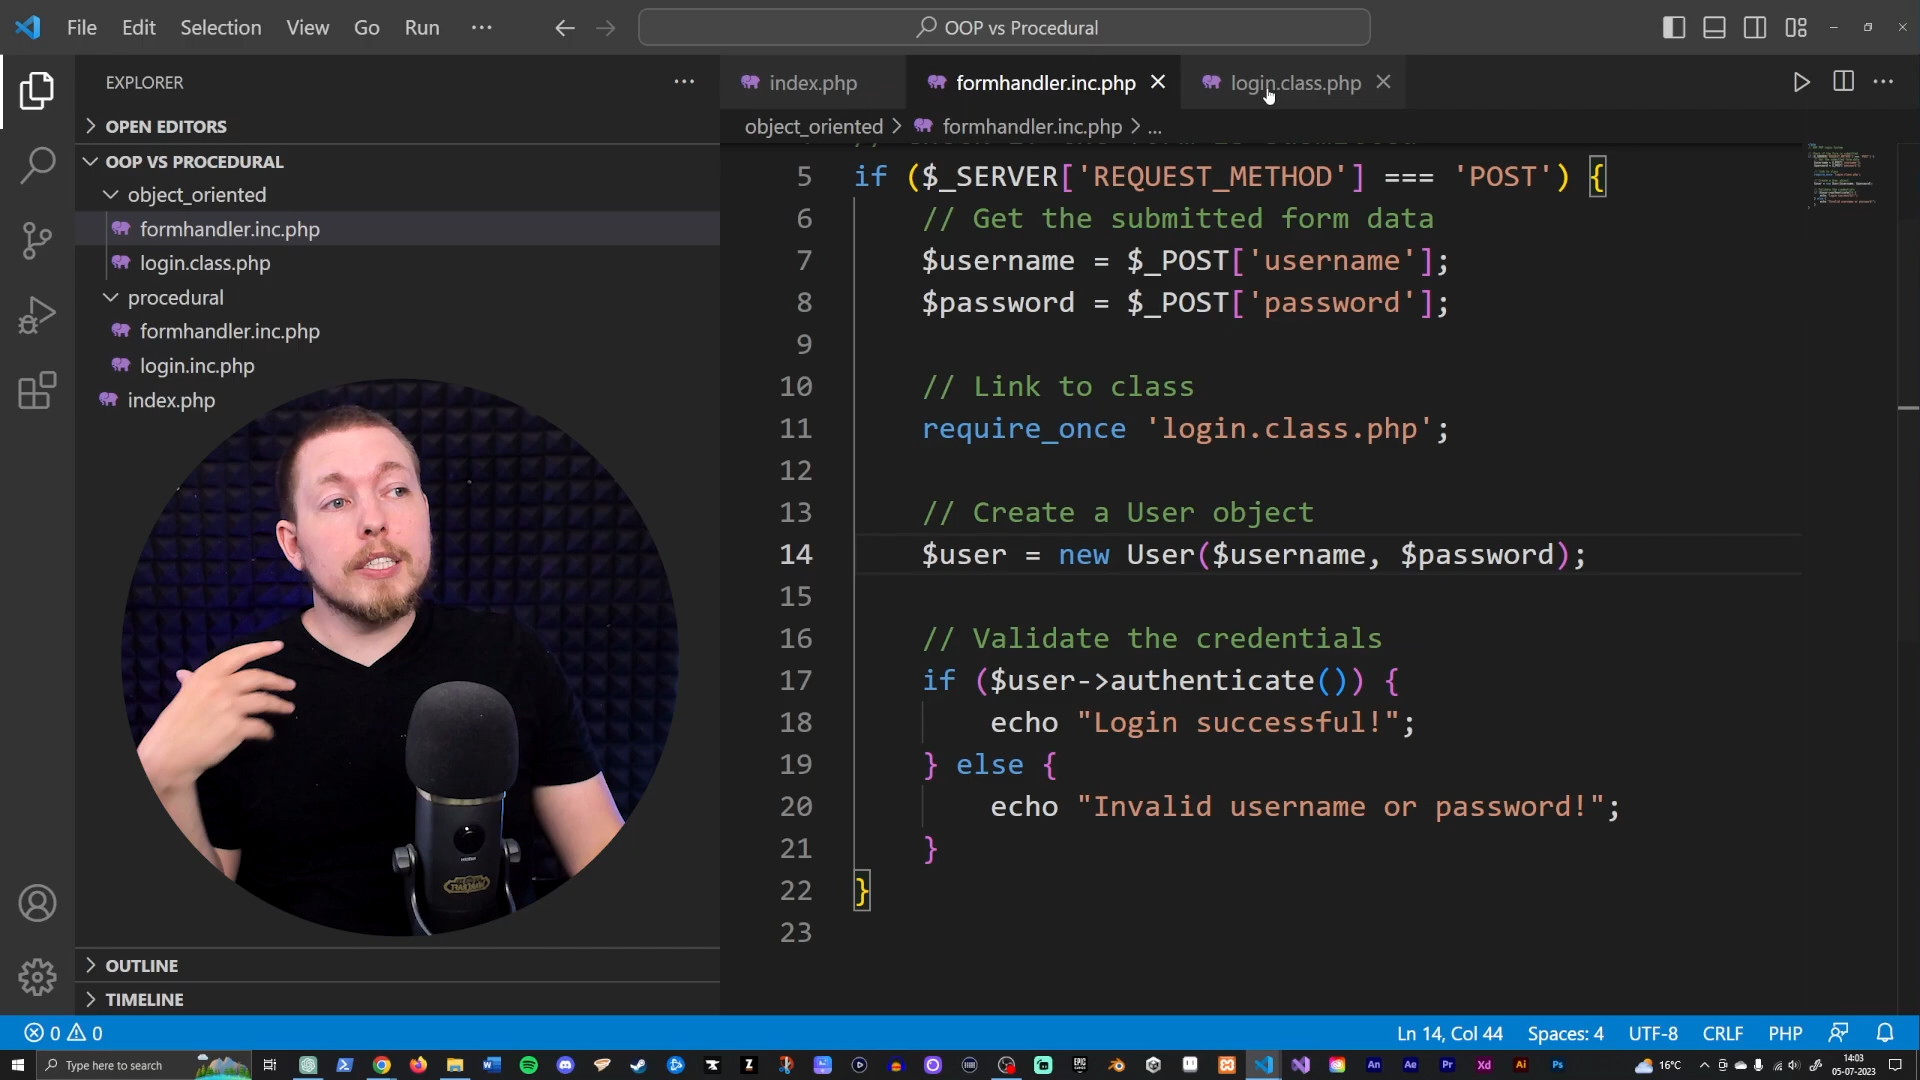 File Edit Selection View Go Run ···
OOP vs Procedural
EXPLORER
OPEN EDITORS
OOP VS PROCEDURAL
object_oriented
formhandler.inc.php
login.class.php
procedural
formhandler.inc.php
login.inc.php
index.php
OUTLINE
TIMELINE
index.php formhandler.inc.php login.class.php
object_oriented > formhandler.inc.php > ...
5 if ($_SERVER['REQUEST_METHOD'] === 'POST') {
6 // Get the submitted form data
7 $username = $_POST['username'];
8 $password = $_POST['password'];
9
10 // Link to class
11 require_once 'login.class.php';
12
13 // Create a User object
14 $user = new User($username, $password);
15
16 // Validate the credentials
17 if ($user->authenticate()) {
18 echo "Login successful!";
19 } else {
20 echo "Invalid username or password!";
21 }
22 }
23
0 0
Ln 14, Col 44 Spaces: 4 UTF-8 CRLF PHP
Type here to search
16°C
14:03
05-07-2023